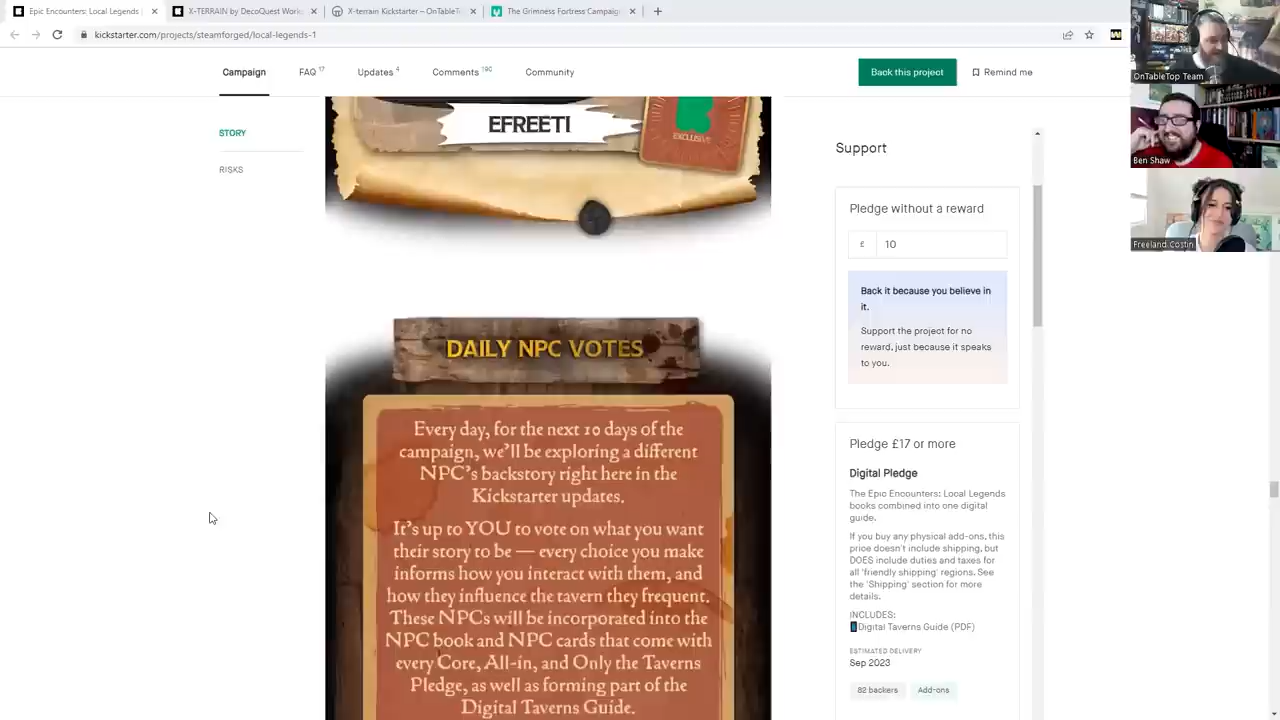 Epic Encounters: Local Legends
X-TERRAIN by DecoQuest Works
X-terrain Kickstarter – OnTableTo
The Grimness Fortress Campaign
kickstarter.com/projects/steamforged/local-legends-1
Campaign
FAQ 17
Updates 4
Comments 190
Community
Back this project
Remind me
STORY
RISKS
EFREETI
EXCLUSIVE
DAILY NPC VOTES
Every day, for the next 10 days of the
campaign, we'll be exploring a different
NPC's backstory right here in the
Kickstarter updates.
It's up to YOU to vote on what you want
their story to be — every choice you make
informs how you interact with them, and
how they influence the tavern they frequent.
These NPCs will be incorporated into the
NPC book and NPC cards that come with
every Core, All-in, and Only the Taverns
Pledge, as well as forming part of the
Digital Taverns Guide.
Support
Pledge without a reward
£ 10
Back it because you believe in
it.
Support the project for no
reward, just because it speaks
to you.
Pledge £17 or more
Digital Pledge
The Epic Encounters: Local Legends
books combined into one digital
guide.
If you buy any physical add-ons, this
price doesn't include shipping, but
DOES include duties and taxes for
all 'friendly shipping' regions. See
the 'Shipping' section for more
details.
INCLUDES:
Digital Taverns Guide (PDF)
ESTIMATED DELIVERY
Sep 2023
82 backers
Add-ons
OnTableTop Team
Ben Shaw
Freeland Costin